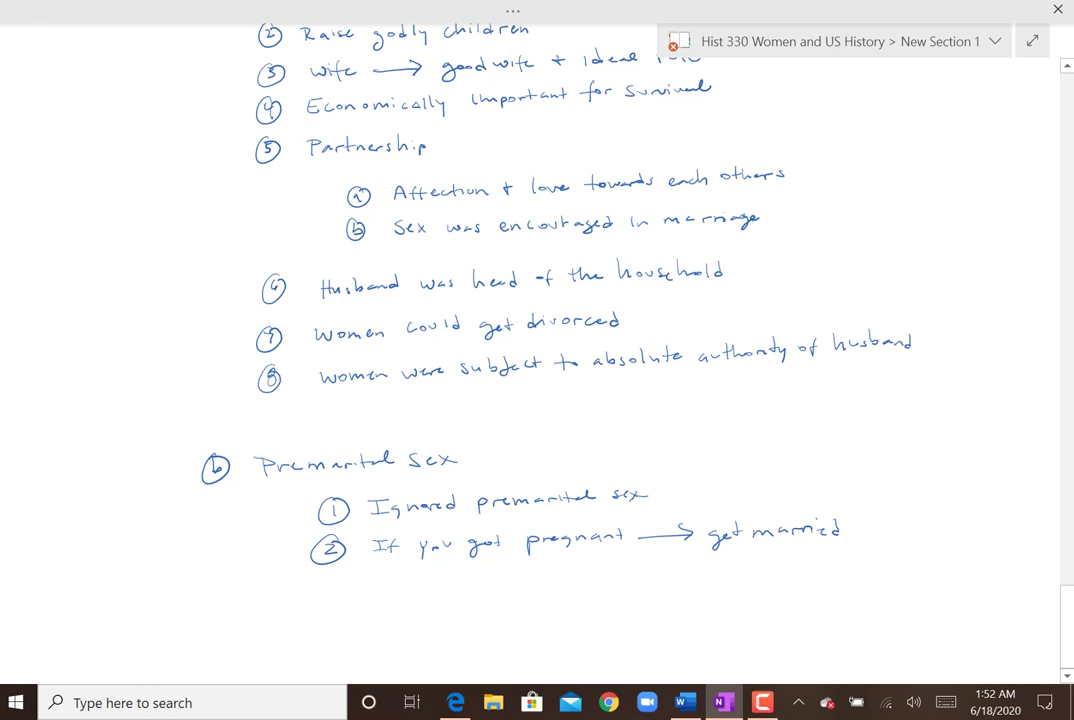 ...
② Raise godly children
Hist 330 Women and US History > New Section 1
③ Wife → good wife + Ideal
④ Economically important for survival
⑤ Partnership
ⓐ Affection + love towards each others
ⓑ Sex was encouraged in marriage
⑥ Husband was head of the household
⑦ Women could get divorced
⑧ Women were subject to absolute authority of husband
ⓑ Premarital sex
① Ignored premarital sex
② If you got pregnant → get married
Type here to search
1:52 AM
6/18/2020